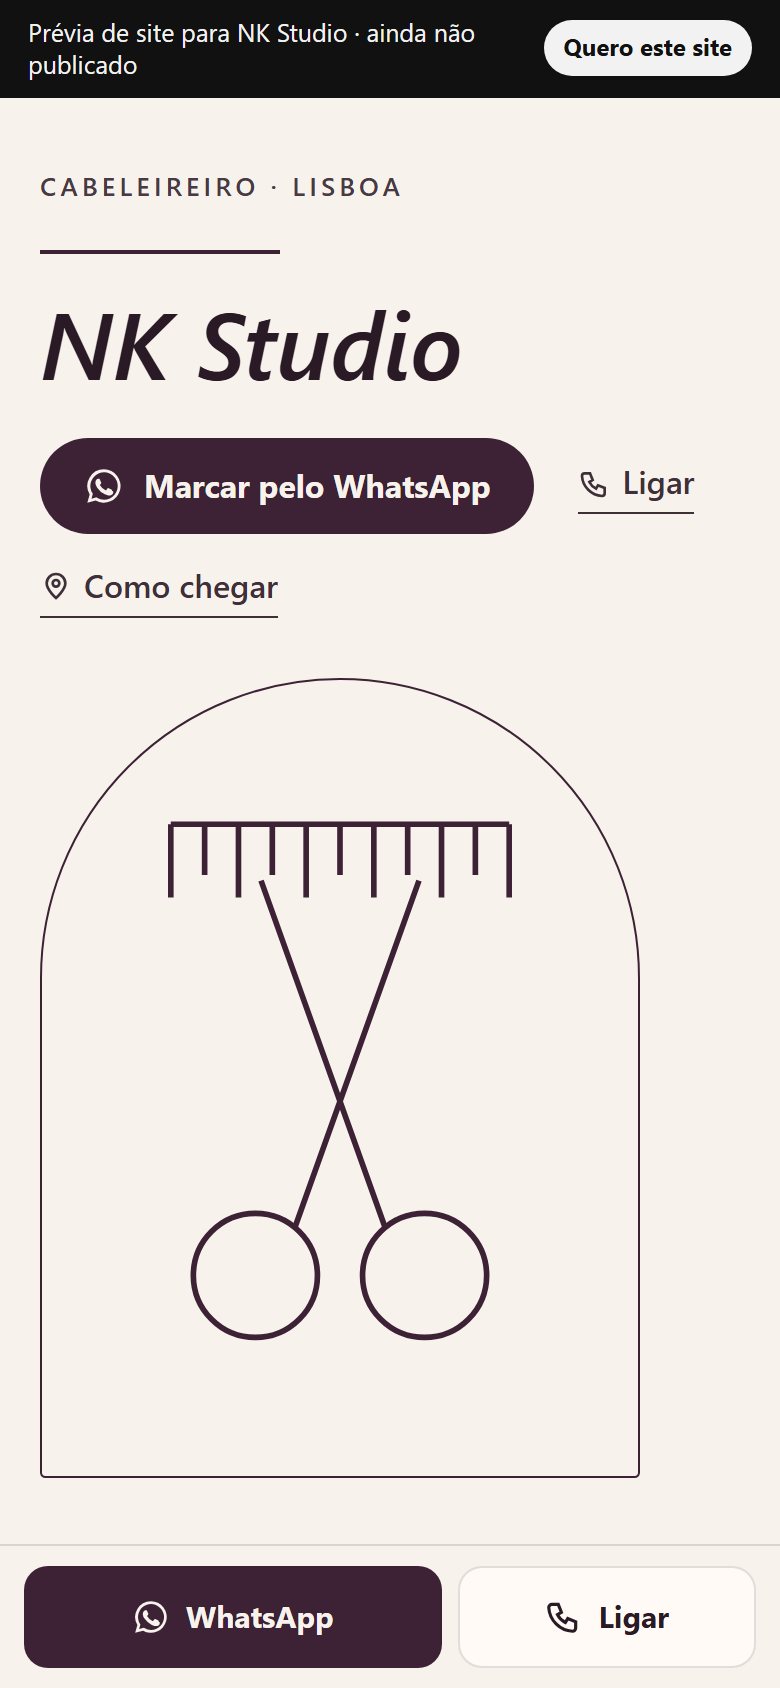 Prévia de site para NK Studio · ainda não
publicado
Quero este site
CABELEIREIRO · LISBOA
NK Studio
Marcar pelo WhatsApp
Ligar
Como chegar
WhatsApp
Ligar